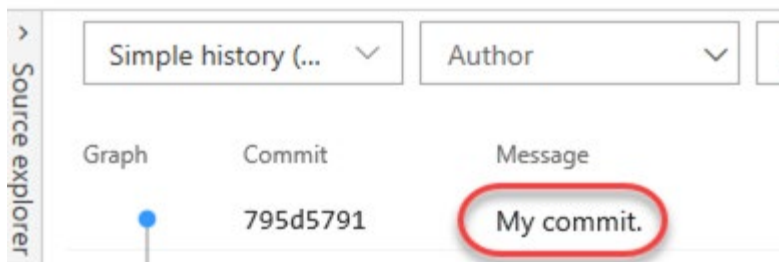 Source explorer
Simple history (... Author
Graph Commit Message
795d5791 My commit.